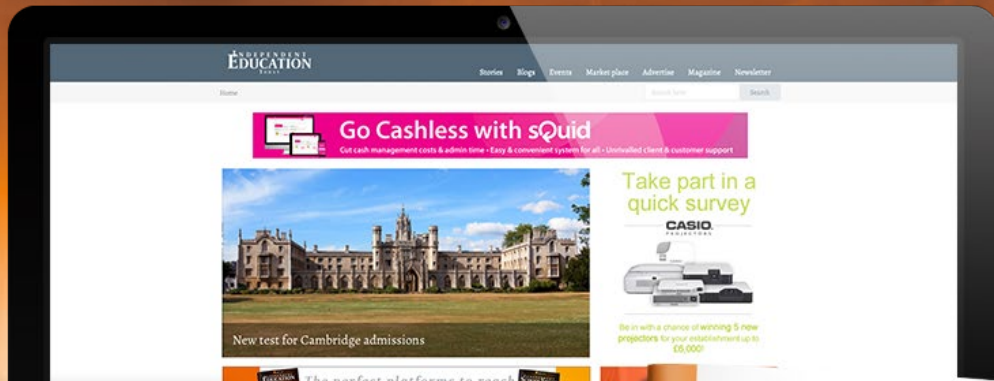 INDEPENDENT
EDUCATION
TODAY
Stories Blogs Events Market place Advertise Magazine Newsletter
Home
Search here
Search
Go Cashless with sQuid
Cut cash management costs & admin time • Easy & convenient system for all • Unrivalled client & customer support
Take part in a
quick survey
CASIO
PROJECTORS
New test for Cambridge admissions
Be in with a chance of winning 5 new
projectors for your establishment up to
£6,000!
The perfect platforms to reach
EDUCATION